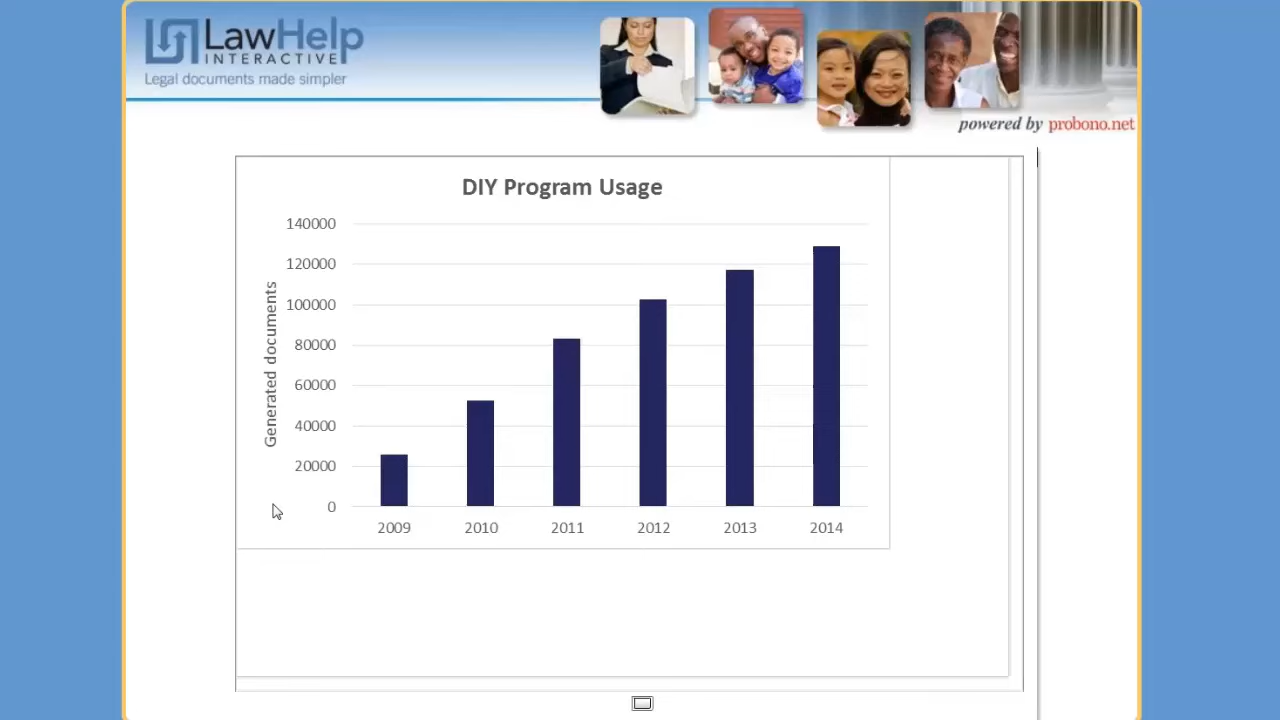 LawHelp
INTERACTIVE
Legal documents made simpler
powered by probono.net
DIY Program Usage
Generated documents
140000
120000
100000
80000
60000
40000
20000
0
2009 2010 2011 2012 2013 2014